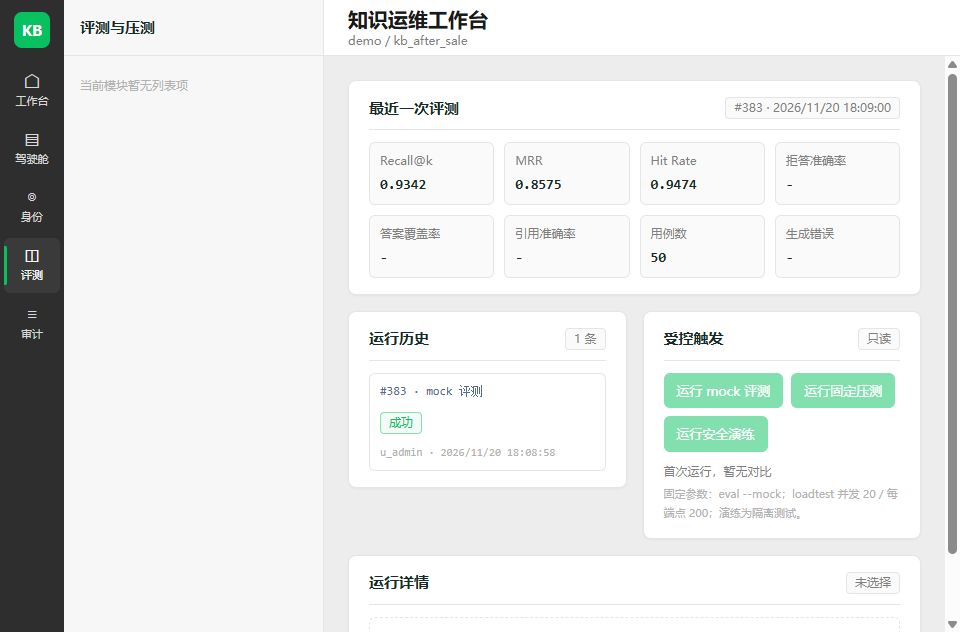 KB
工作台
驾驶舱
身份
评测
审计
评测与压测
当前模块暂无列表项
知识运维工作台
demo / kb_after_sale
最近一次评测
#383 · 2026/11/20 18:09:00
Recall@k
0.9342
MRR
0.8575
Hit Rate
0.9474
拒答准确率
-
答案覆盖率
-
引用准确率
-
用例数
50
生成错误
-
运行历史
1 条
#383 · mock 评测
成功
u_admin · 2026/11/20 18:08:58
受控触发
只读
运行 mock 评测
运行固定压测
运行安全演练
首次运行，暂无对比
固定参数：eval --mock；loadtest 并发 20 / 每
端点 200；演练为隔离测试。
运行详情
未选择